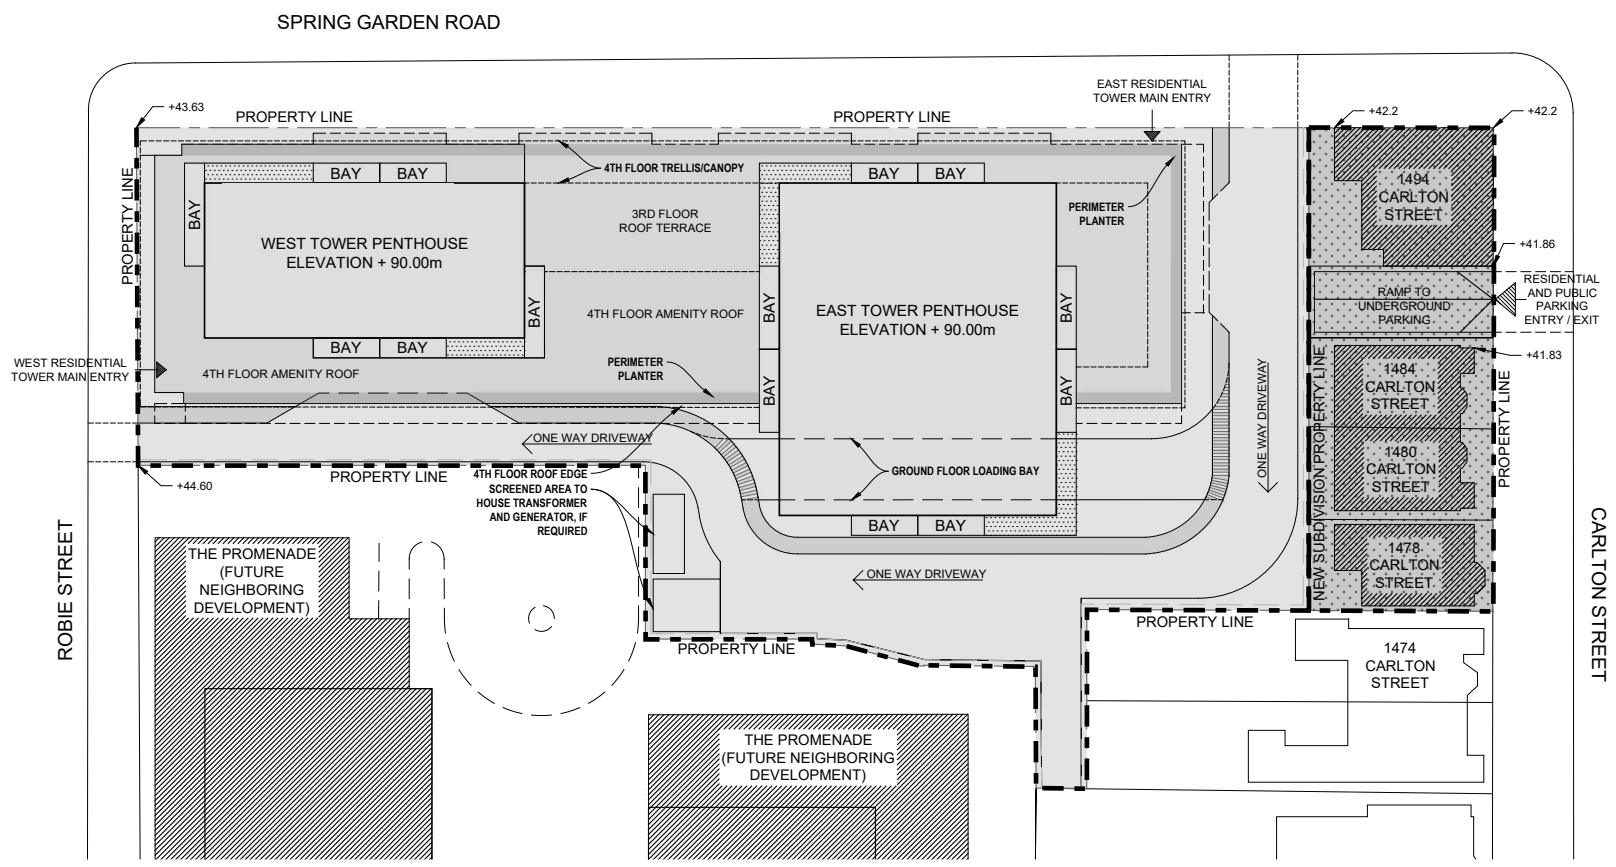 SPRING GARDEN ROAD
EAST RESIDENTIAL
TOWER MAIN ENTRY
+43.63
PROPERTY LINE
PROPERTY LINE
+42.2
+42.2
PROPERTY LINE
BAY
BAY
4TH FLOOR TRELLIS/CANOPY
BAY
BAY
BAY
3RD FLOOR
ROOF TERRACE
PERIMETER
PLANTER
1494
CARLTON
STREET
WEST TOWER PENTHOUSE
ELEVATION + 90.00m
+41.86
RESIDENTIAL
AND PUBLIC
PARKING
ENTRY / EXIT
RAMP TO
UNDERGROUND
PARKING
BAY
4TH FLOOR AMENITY ROOF
BAY
EAST TOWER PENTHOUSE
ELEVATION + 90.00m
BAY
BAY
BAY
+41.83
WEST RESIDENTIAL
TOWER MAIN ENTRY
4TH FLOOR AMENITY ROOF
PERIMETER
PLANTER
BAY
BAY
1484
CARLTON
STREET
ONE WAY DRIVEWAY
ONE WAY DRIVEWAY
NEW SUBDIVISION PROPERTY LINE
PROPERTY LINE
1480
CARLTON
STREET
PROPERTY LINE
+44.60
4TH FLOOR ROOF EDGE
SCREENED AREA TO
HOUSE TRANSFORMER
AND GENERATOR, IF
REQUIRED
GROUND FLOOR LOADING BAY
BAY
BAY
1478
CARLTON
STREET
ROBIE STREET
THE PROMENADE
(FUTURE
NEIGHBORING
DEVELOPMENT)
ONE WAY DRIVEWAY
CARLTON STREET
PROPERTY LINE
PROPERTY LINE
1474
CARLTON
STREET
THE PROMENADE
(FUTURE NEIGHBORING
DEVELOPMENT)